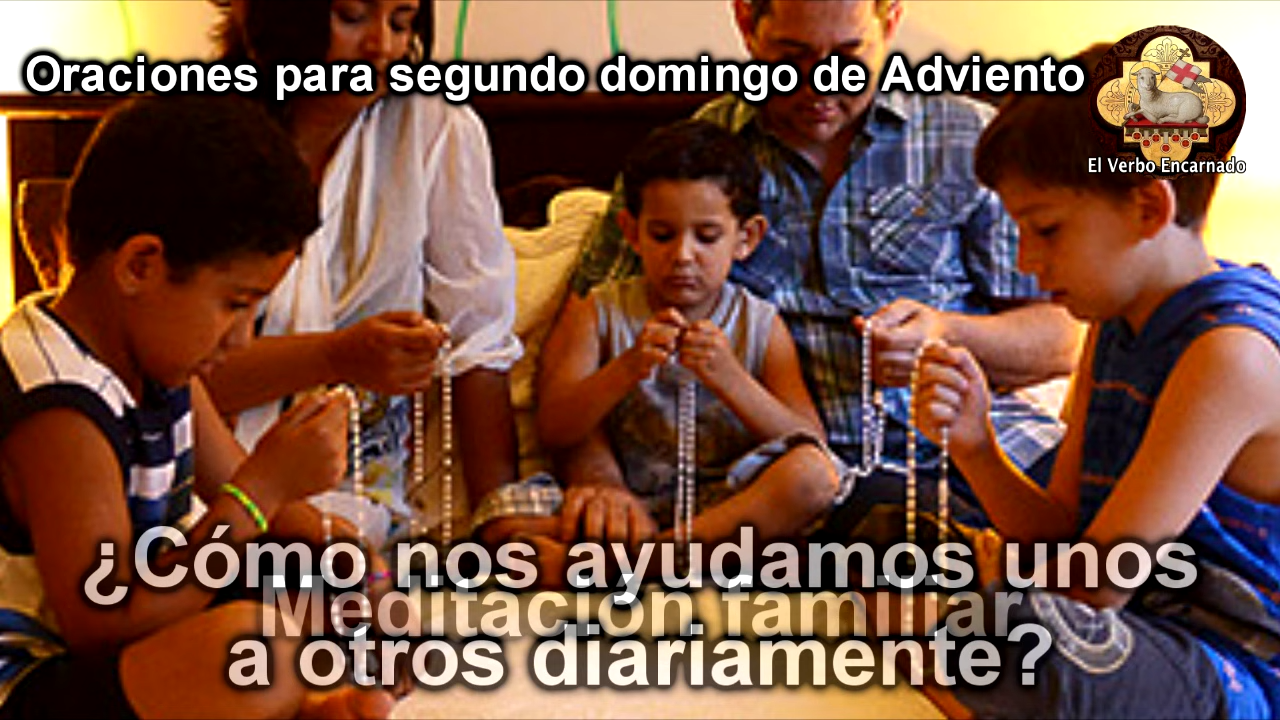 Oraciones para segundo domingo de Adviento
El Verbo Encarnado
¿Cómo nos ayudamos unos
Meditación familiar
a otros diariamente?